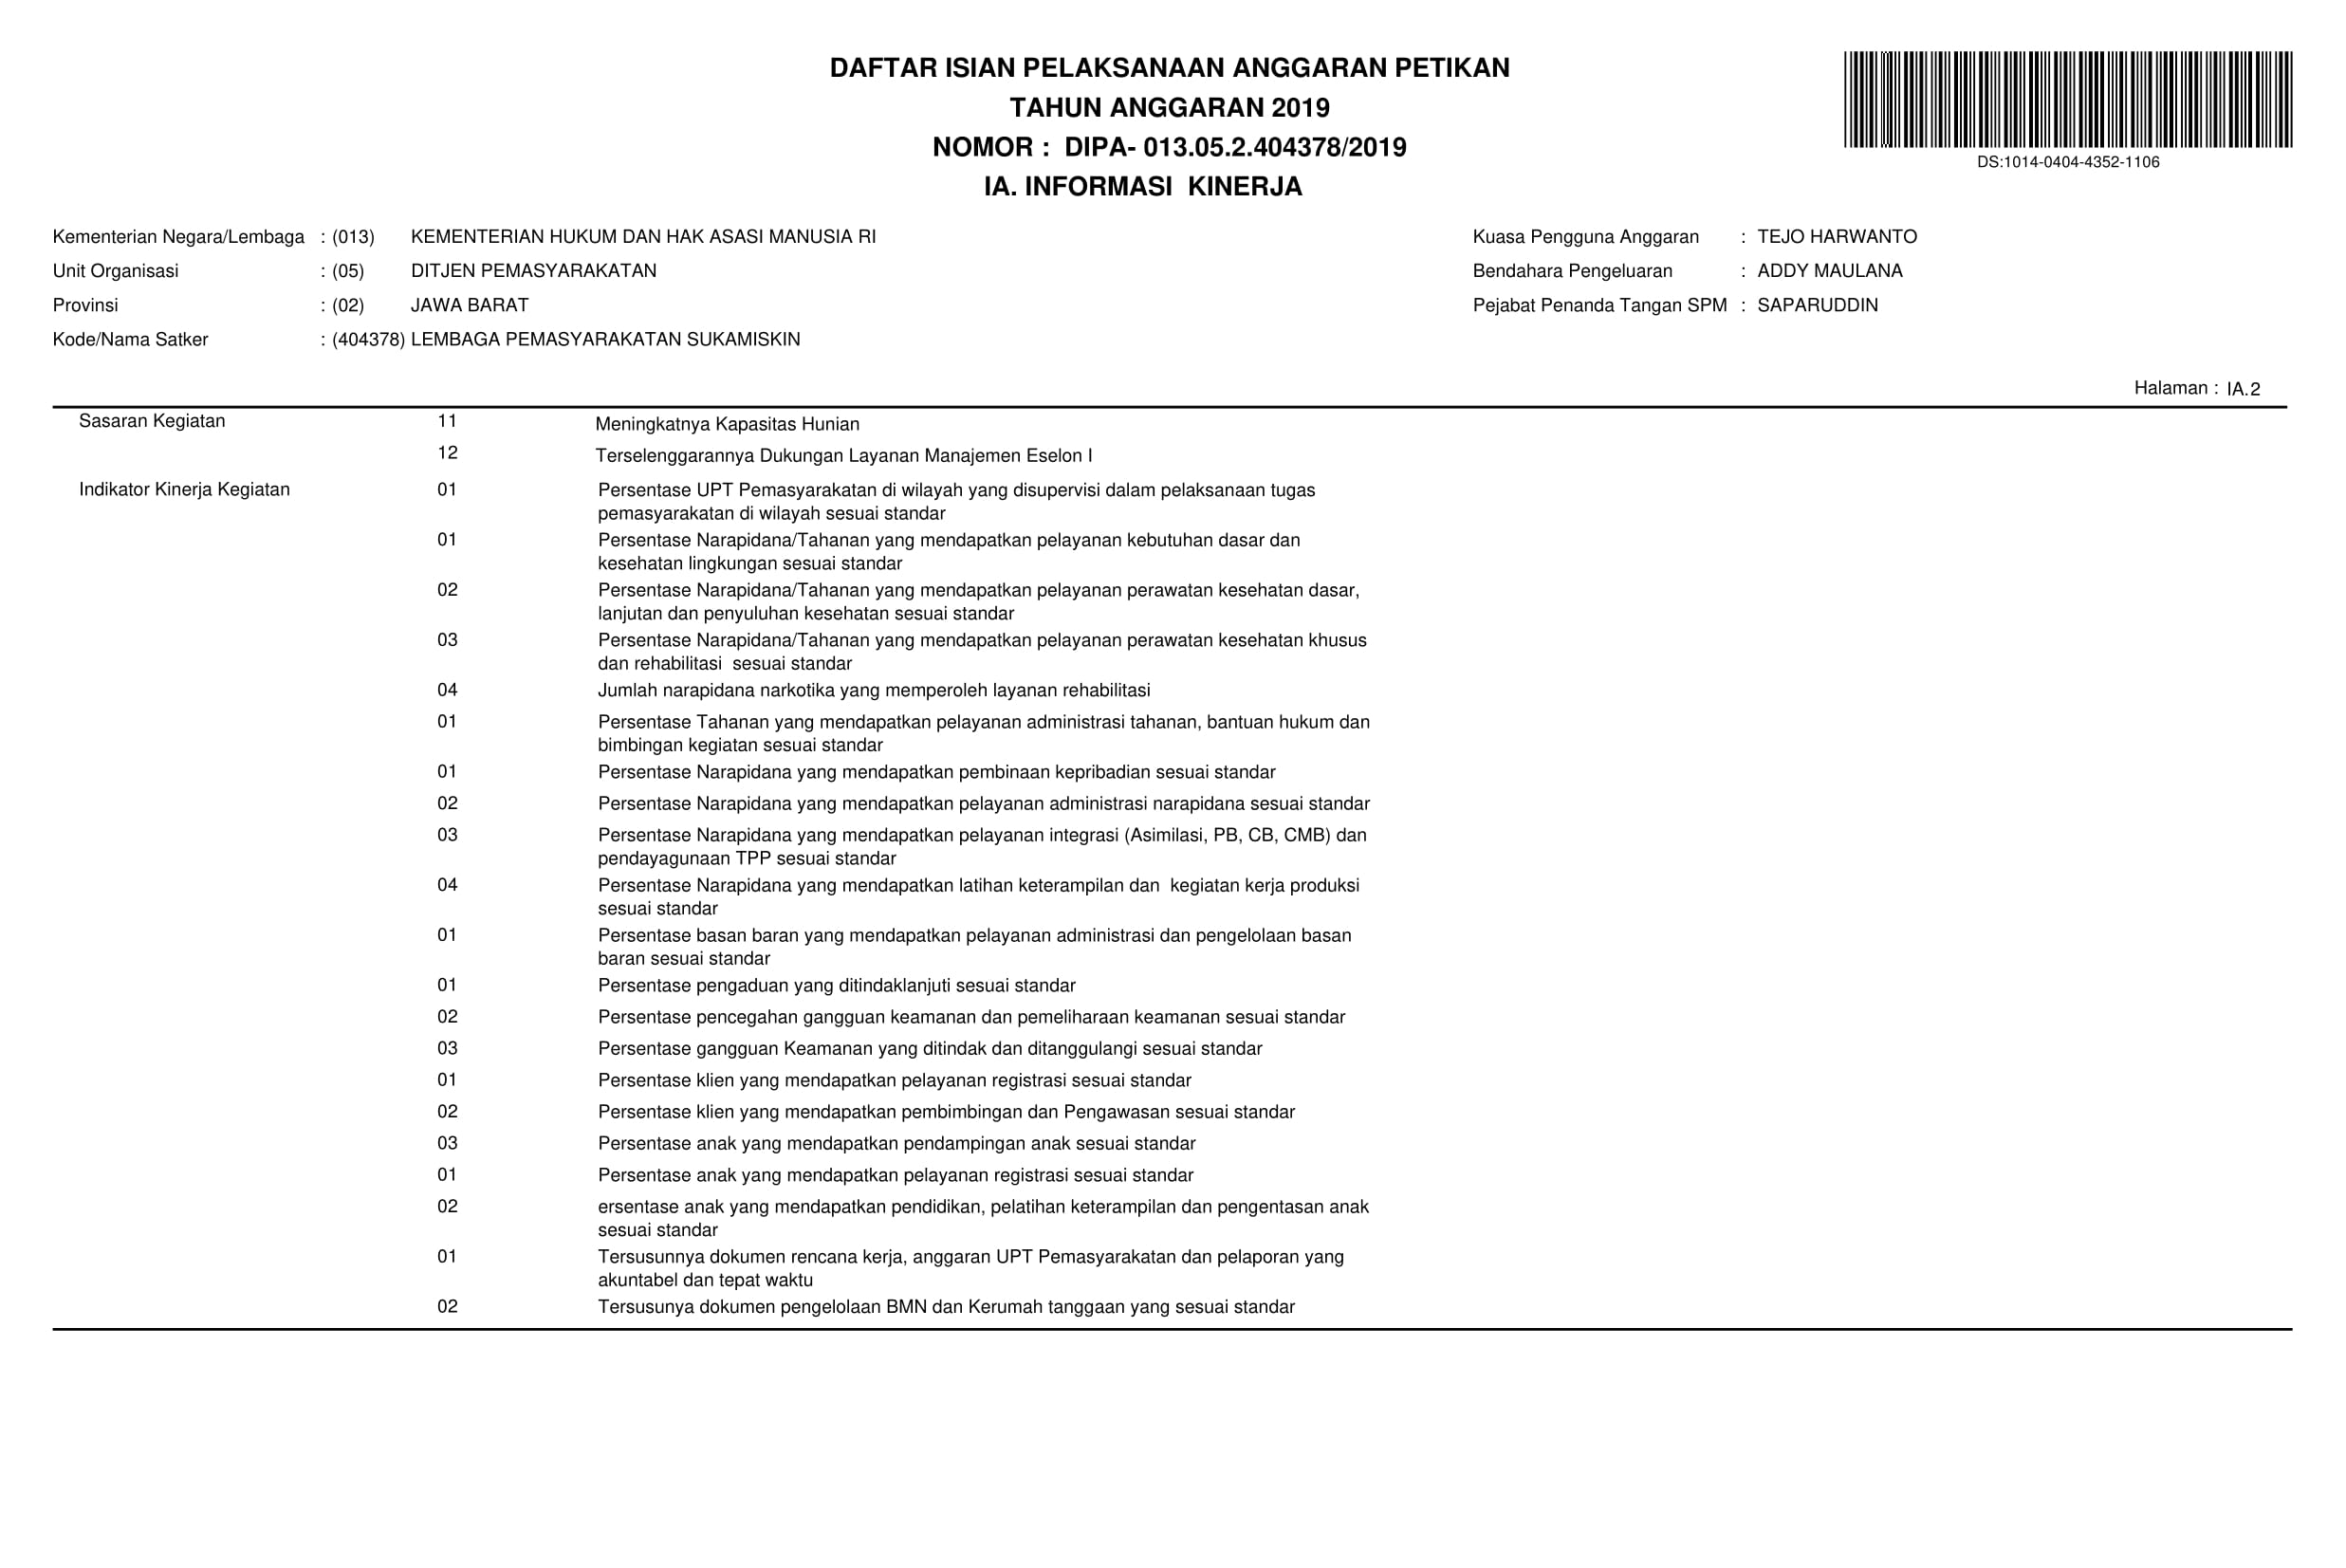 DAFTAR ISIAN PELAKSANAAN ANGGARAN PETIKAN
TAHUN ANGGARAN 2019
NOMOR : DIPA- 013.05.2.404378/2019
IA. INFORMASI KINERJA
DS:1014-0404-4352-1106
Kementerian Negara/Lembaga : (013) KEMENTERIAN HUKUM DAN HAK ASASI MANUSIA RI
Unit Organisasi : (05) DITJEN PEMASYARAKATAN
Provinsi : (02) JAWA BARAT
Kode/Nama Satker : (404378) LEMBAGA PEMASYARAKATAN SUKAMISKIN
Kuasa Pengguna Anggaran : TEJO HARWANTO
Bendahara Pengeluaran : ADDY MAULANA
Pejabat Penanda Tangan SPM : SAPARUDDIN
Halaman : IA.2
Sasaran Kegiatan 11 Meningkatnya Kapasitas Hunian
12 Terselenggarannya Dukungan Layanan Manajemen Eselon I
Indikator Kinerja Kegiatan 01 Persentase UPT Pemasyarakatan di wilayah yang disupervisi dalam pelaksanaan tugas
pemasyarakatan di wilayah sesuai standar
01 Persentase Narapidana/Tahanan yang mendapatkan pelayanan kebutuhan dasar dan
kesehatan lingkungan sesuai standar
02 Persentase Narapidana/Tahanan yang mendapatkan pelayanan perawatan kesehatan dasar,
lanjutan dan penyuluhan kesehatan sesuai standar
03 Persentase Narapidana/Tahanan yang mendapatkan pelayanan perawatan kesehatan khusus
dan rehabilitasi sesuai standar
04 Jumlah narapidana narkotika yang memperoleh layanan rehabilitasi
01 Persentase Tahanan yang mendapatkan pelayanan administrasi tahanan, bantuan hukum dan
bimbingan kegiatan sesuai standar
01 Persentase Narapidana yang mendapatkan pembinaan kepribadian sesuai standar
02 Persentase Narapidana yang mendapatkan pelayanan administrasi narapidana sesuai standar
03 Persentase Narapidana yang mendapatkan pelayanan integrasi (Asimilasi, PB, CB, CMB) dan
pendayagunaan TPP sesuai standar
04 Persentase Narapidana yang mendapatkan latihan keterampilan dan kegiatan kerja produksi
sesuai standar
01 Persentase basan baran yang mendapatkan pelayanan administrasi dan pengelolaan basan
baran sesuai standar
01 Persentase pengaduan yang ditindaklanjuti sesuai standar
02 Persentase pencegahan gangguan keamanan dan pemeliharaan keamanan sesuai standar
03 Persentase gangguan Keamanan yang ditindak dan ditanggulangi sesuai standar
01 Persentase klien yang mendapatkan pelayanan registrasi sesuai standar
02 Persentase klien yang mendapatkan pembimbingan dan Pengawasan sesuai standar
03 Persentase anak yang mendapatkan pendampingan anak sesuai standar
01 Persentase anak yang mendapatkan pelayanan registrasi sesuai standar
02 ersentase anak yang mendapatkan pendidikan, pelatihan keterampilan dan pengentasan anak
sesuai standar
01 Tersusunnya dokumen rencana kerja, anggaran UPT Pemasyarakatan dan pelaporan yang
akuntabel dan tepat waktu
02 Tersusunya dokumen pengelolaan BMN dan Kerumah tanggaan yang sesuai standar